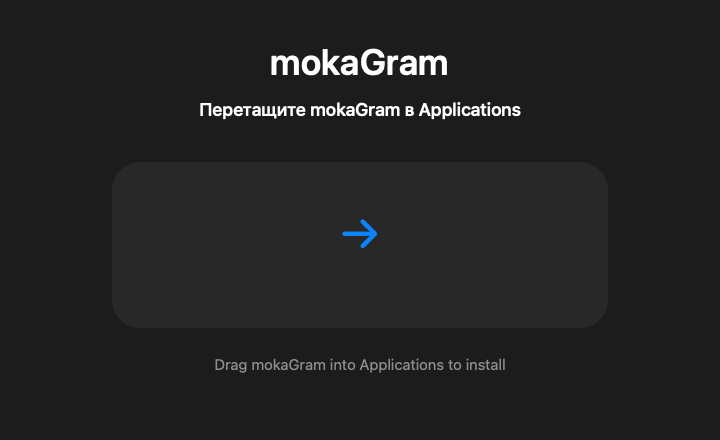 mokaGram
Перетащите mokaGram в Applications
Drag mokaGram into Applications to install